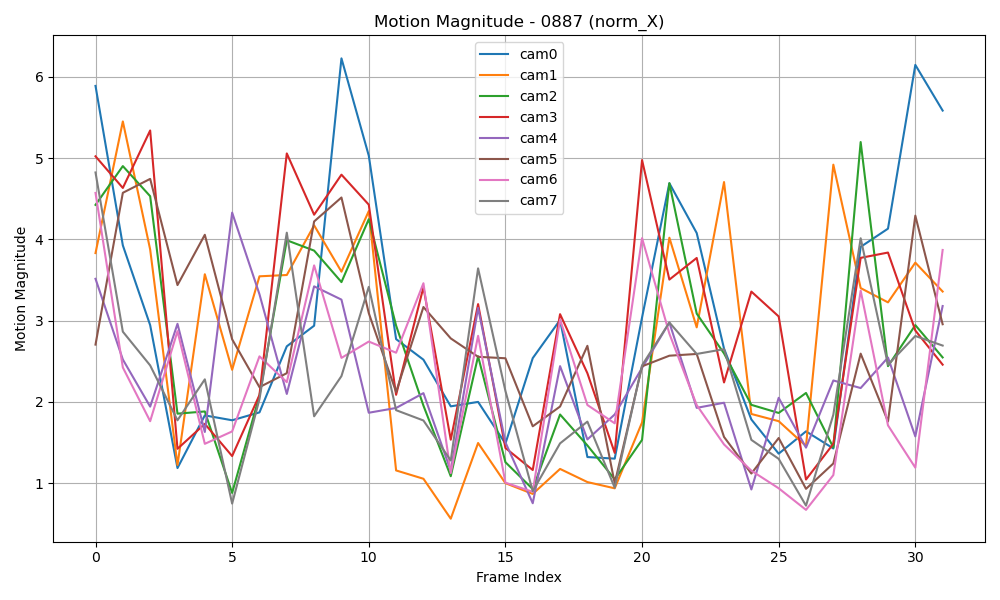 Motion Magnitude - 0887 (norm_X)
cam0
cam1
cam2
cam3
cam4
cam5
cam6
cam7
Motion Magnitude
6
5
4
3
2
1
0
5
10
15
20
25
30
Frame Index